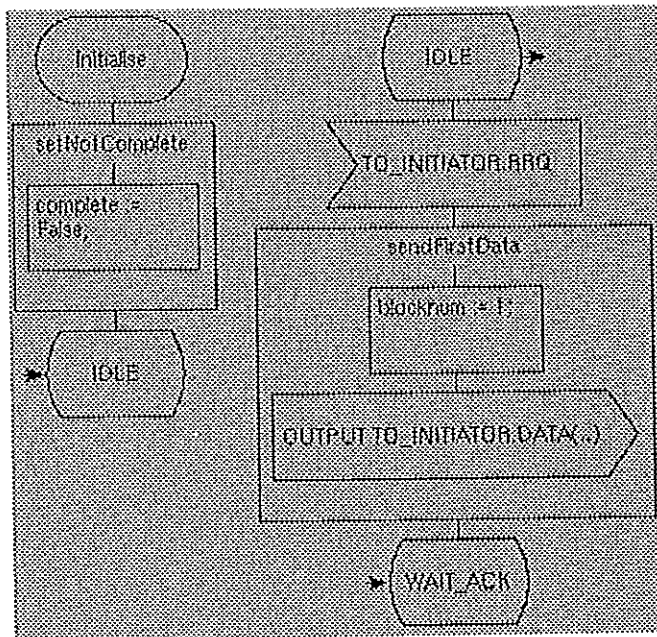 Initialise
setNotComplete
complete :=
False;
IDLE
IDLE
TO_INITIATOR.RRQ
sendFirstData
blocknum := 1;
OUTPUT TO_INITIATOR.DATA(..)
WAIT_ACK